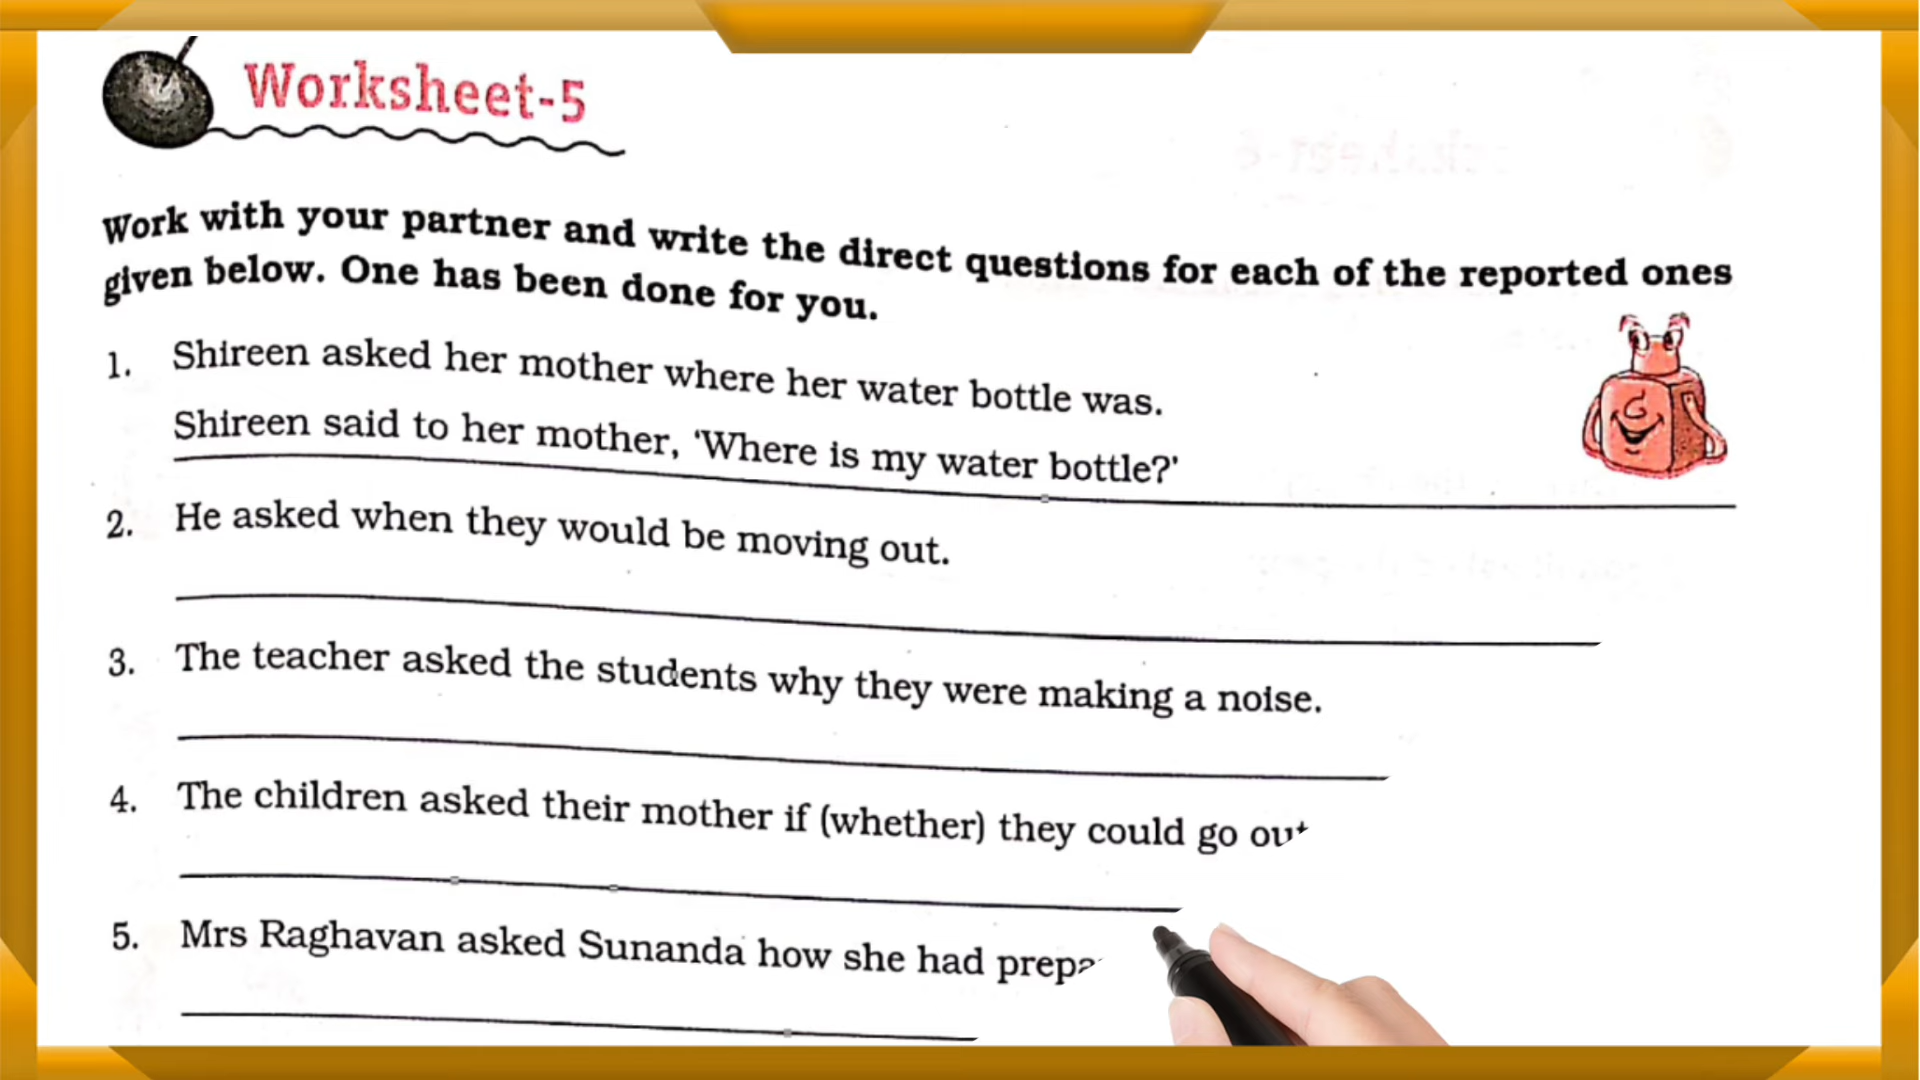 Worksheet-5
Work with your partner and write the direct questions for each of the reported ones
given below. One has been done for you.
1. Shireen asked her mother where her water bottle was.
Shireen said to her mother, ‘Where is my water bottle?’
2. He asked when they would be moving out.
3. The teacher asked the students why they were making a noise.
4. The children asked their mother if (whether) they could go out
5. Mrs Raghavan asked Sunanda how she had prepa